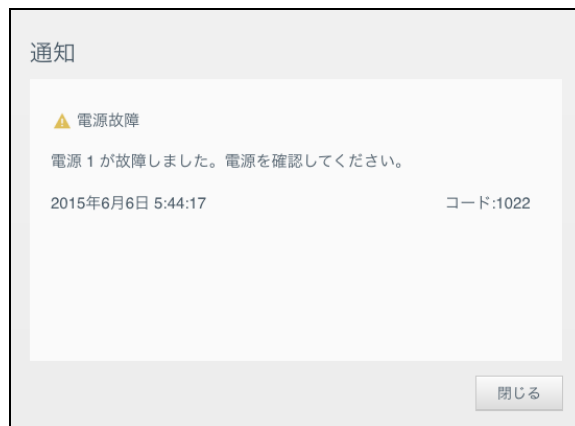 通知
電源故障
電源 1 が故障しました。電源を確認してください。
2015年6月6日 5:44:17 コード:1022
閉じる